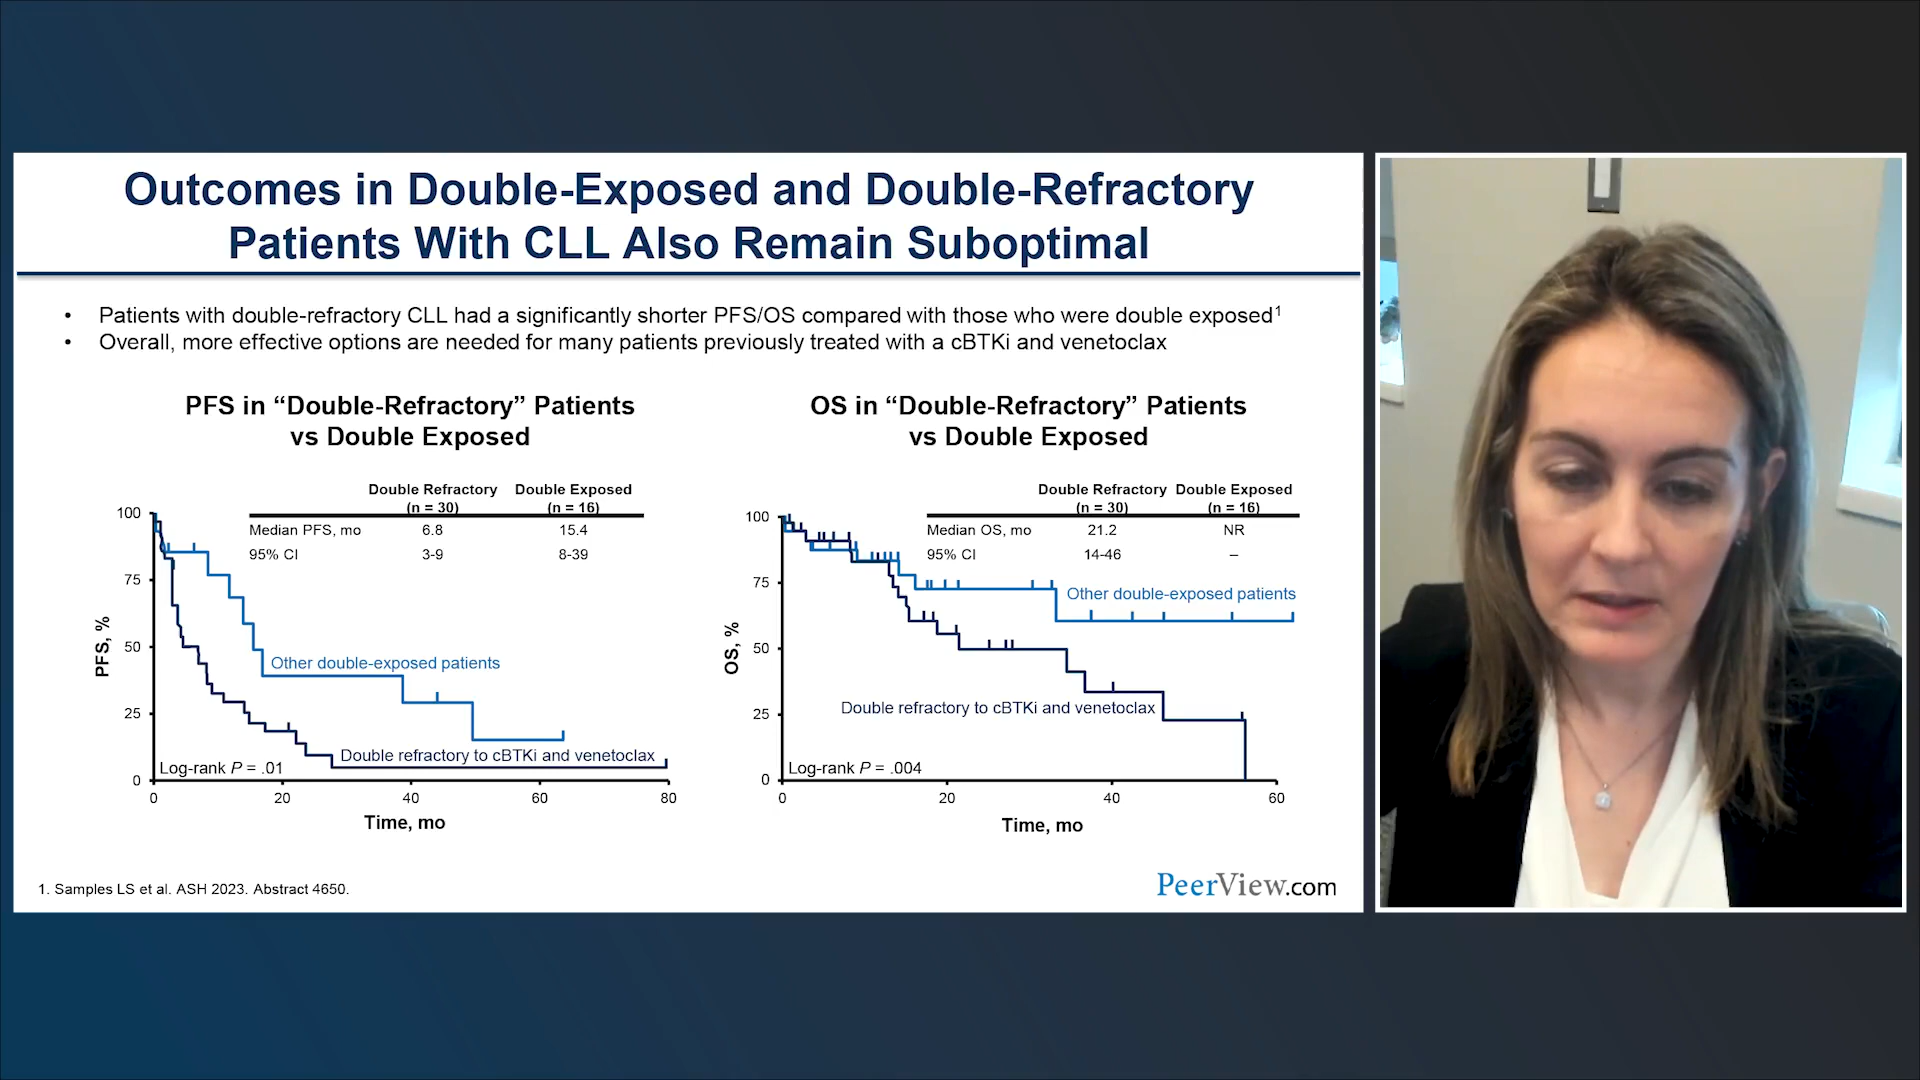 Outcomes in Double-Exposed and Double-Refractory
Patients With CLL Also Remain Suboptimal
• Patients with double-refractory CLL had a significantly shorter PFS/OS compared with those who were double exposed1
• Overall, more effective options are needed for many patients previously treated with a cBTKi and venetoclax
PFS in “Double-Refractory” Patients
vs Double Exposed
Double Refractory Double Exposed
(n = 30) (n = 16)
Median PFS, mo 6.8 15.4
95% CI 3-9 8-39
100
75
50
25
0
PFS, %
Other double-exposed patients
Double refractory to cBTKi and venetoclax
Log-rank P = .01
0 20 40 60 80
Time, mo
OS in “Double-Refractory” Patients
vs Double Exposed
Double Refractory Double Exposed
(n = 30) (n = 16)
Median OS, mo 21.2 NR
95% CI 14-46 –
100
75
50
25
0
OS, %
Other double-exposed patients
Double refractory to cBTKi and venetoclax
Log-rank P = .004
0 20 40 60
Time, mo
1. Samples LS et al. ASH 2023. Abstract 4650.
PeerView.com